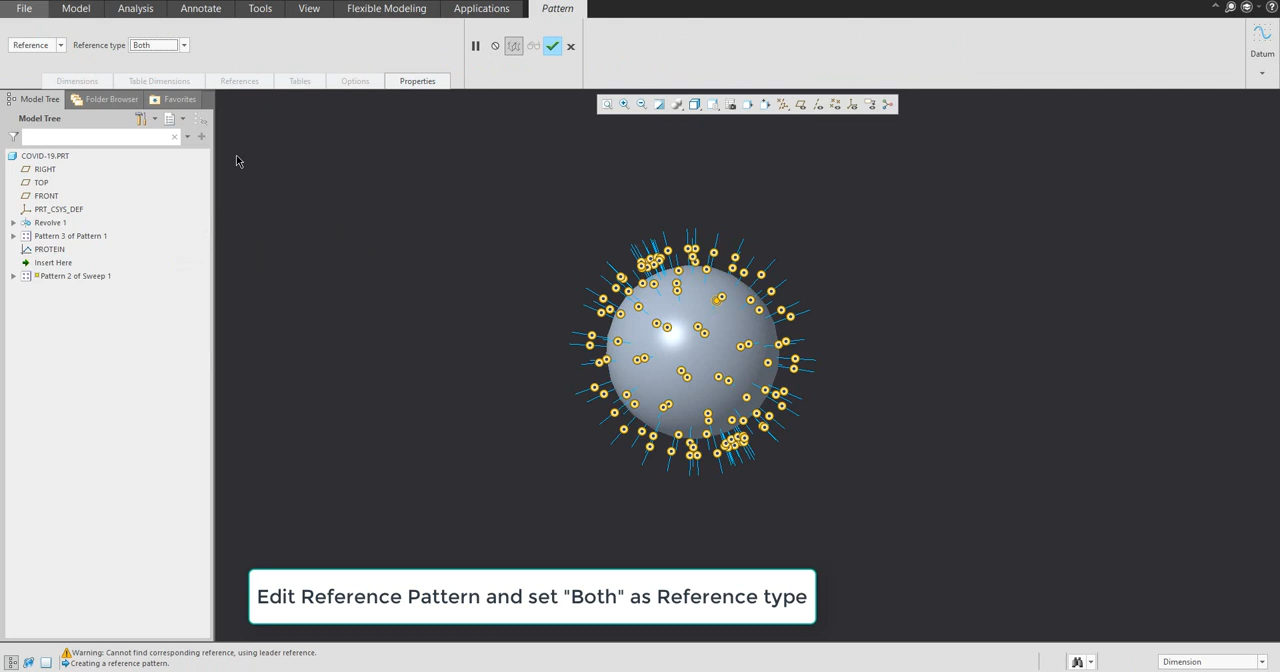 File Model Analysis Annotate Tools View Flexible Modeling Applications Pattern
Reference Reference type Both
Datum
Dimensions Table Dimensions References Tables Options Properties
Model Tree Folder Browser Favorites
Model Tree
COVID-19.PRT
RIGHT
TOP
FRONT
PRT_CSYS_DEF
Revolve 1
Pattern 3 of Pattern 1
PROTEIN
Insert Here
Pattern 2 of Sweep 1
Edit Reference Pattern and set "Both" as Reference type
Warning: Cannot find corresponding reference, using leader reference.
Creating a reference pattern.
Dimension